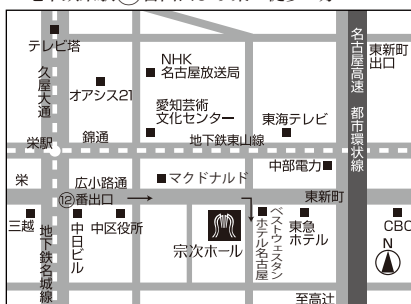 テレビ塔
久屋大通
オアシス21
NHK
名古屋放送局
愛知芸術
文化センター
名古屋高速 都市環状線
東新町
出口
東海テレビ
錦通
地下鉄東山線
栄駅
中部電力
栄
広小路通
マクドナルド
東新町
⑫番出口
三越
地下鉄名城線
中日ビル
中区役所
宗次ホール
ベストウェスタン
ホテル名古屋
東急
ホテル
CBC
N
至高辻